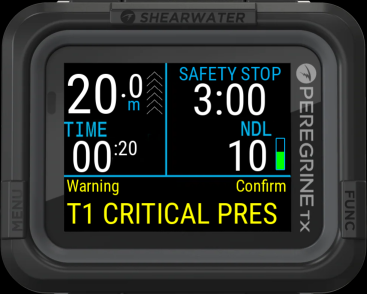 SHEARWATER
20.0 m
SAFETY STOP
3:00
TIME
00:20
NDL
10
Warning
Confirm
T1 CRITICAL PRES
PEREGRINE TX
MENU
FUNC